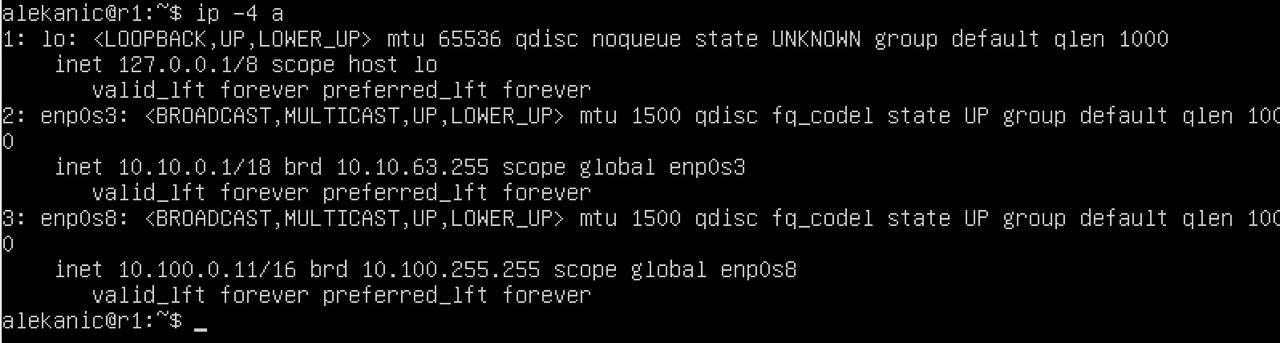 alekanic@r1:~$ ip -4 a
1: lo: <LOOPBACK,UP,LOWER_UP> mtu 65536 qdisc noqueue state UNKNOWN group default qlen 1000
    inet 127.0.0.1/8 scope host lo
       valid_lft forever preferred_lft forever
2: enp0s3: <BROADCAST,MULTICAST,UP,LOWER_UP> mtu 1500 qdisc fq_codel state UP group default qlen 100
0
    inet 10.10.0.1/18 brd 10.10.63.255 scope global enp0s3
       valid_lft forever preferred_lft forever
3: enp0s8: <BROADCAST,MULTICAST,UP,LOWER_UP> mtu 1500 qdisc fq_codel state UP group default qlen 100
0
    inet 10.100.0.11/16 brd 10.100.255.255 scope global enp0s8
       valid_lft forever preferred_lft forever
alekanic@r1:~$ _